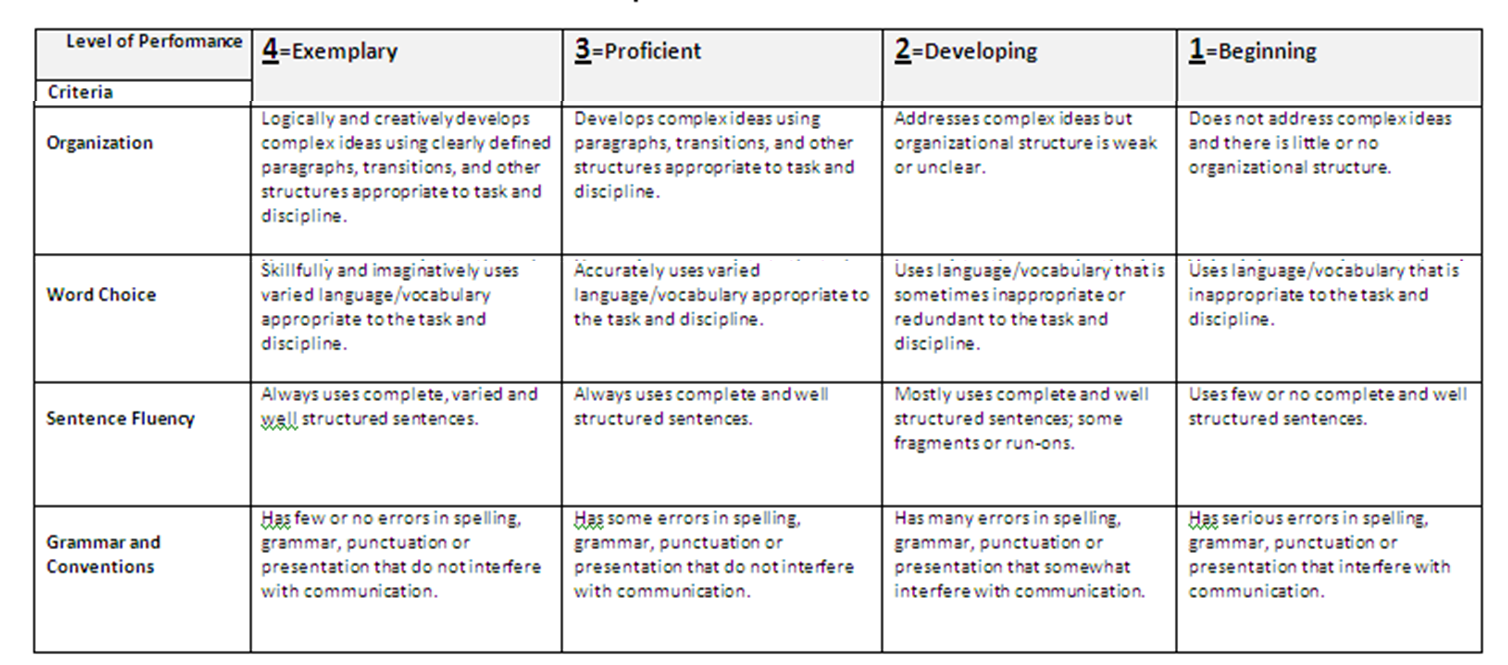 Level of Performance
4=Exemplary
3=Proficient
2=Developing
1=Beginning
Criteria
Organization
Logically and creatively develops
complex ideas using clearly defined
paragraphs, transitions, and other
structures appropriate to task and
discipline.
Develops complex ideas using
paragraphs, transitions, and other
structures appropriate to task and
discipline.
Addresses complex ideas but
organizational structure is weak
or unclear.
Does not address complex ideas
and there is little or no
organizational structure.
Word Choice
Skillfully and imaginatively uses
varied language/vocabulary
appropriate to the task and
discipline.
Accurately uses varied
language/vocabulary appropriate to
the task and discipline.
Uses language/vocabulary that is
sometimes inappropriate or
redundant to the task and
discipline.
Uses language/vocabulary that is
inappropriate to the task and
discipline.
Sentence Fluency
Always uses complete, varied and
well structured sentences.
Always uses complete and well
structured sentences.
Mostly uses complete and well
structured sentences; some
fragments or run-ons.
Uses few or no complete and well
structured sentences.
Grammar and
Conventions
Has few or no errors in spelling,
grammar, punctuation or
presentation that do not interfere
with communication.
Has some errors in spelling,
grammar, punctuation or
presentation that do not interfere
with communication.
Has many errors in spelling,
grammar, punctuation or
presentation that somewhat
interfere with communication.
Has serious errors in spelling,
grammar, punctuation or
presentation that interfere with
communication.